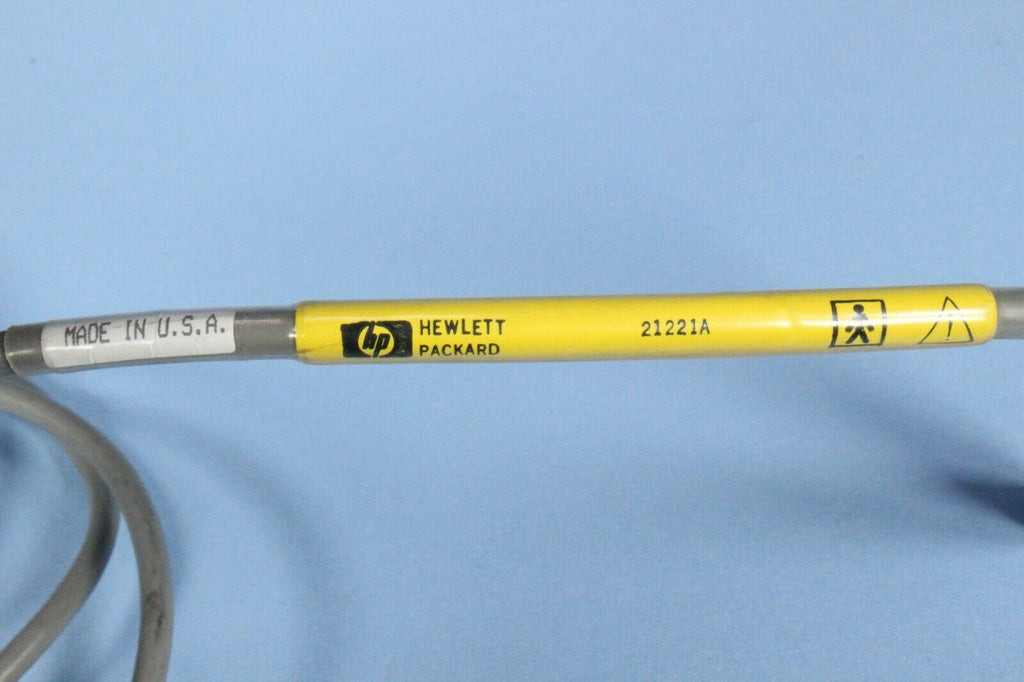 MADE IN U.S.A.
hp
HEWLETT
PACKARD
21221A